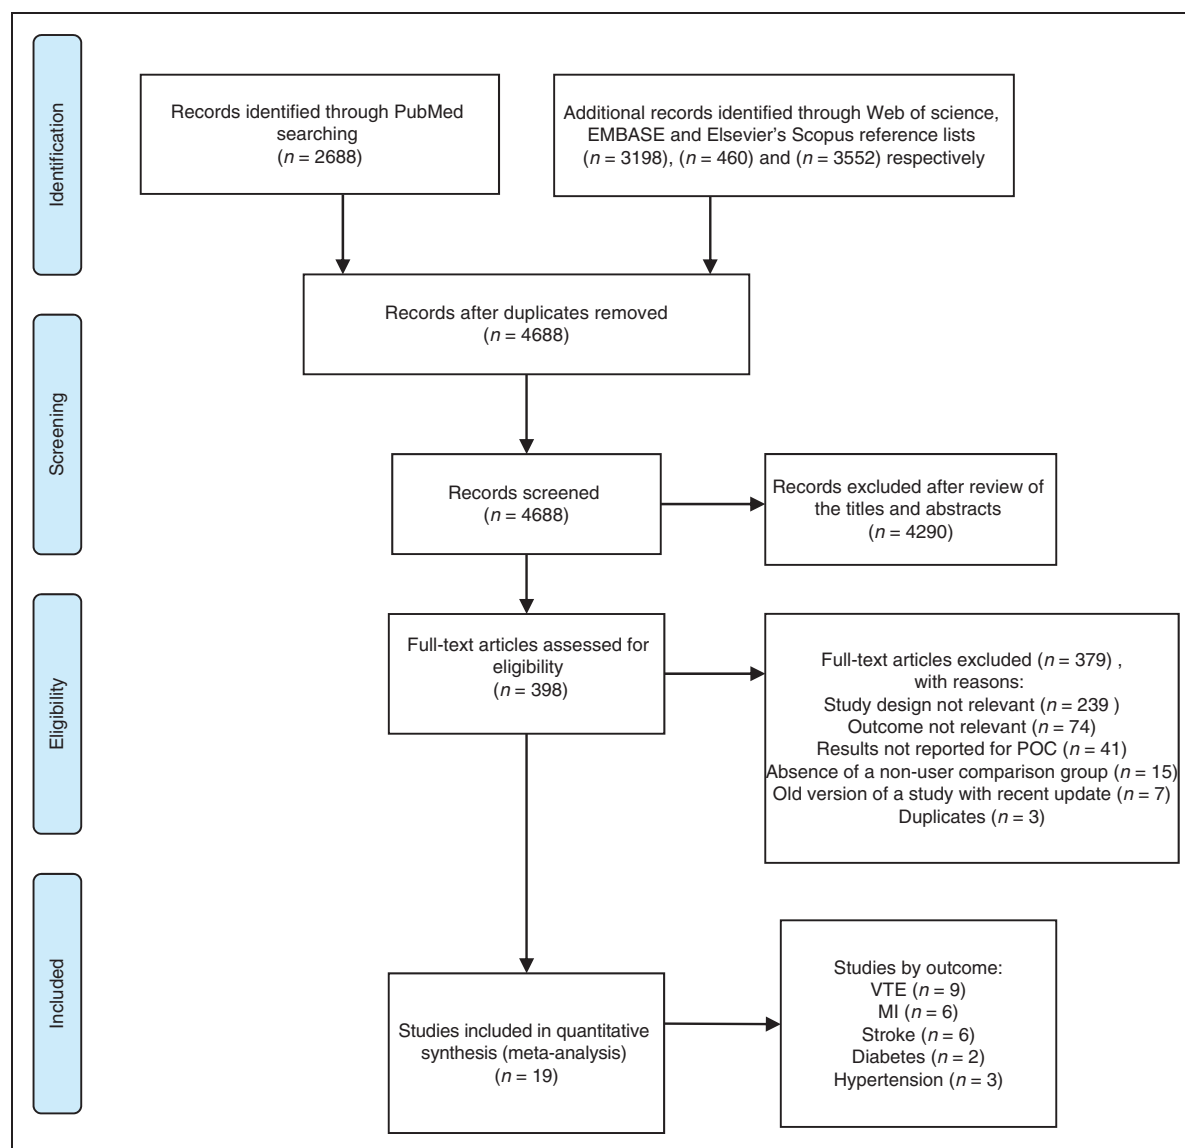 Identification
Records identified through PubMed
searching
(n = 2688)
Additional records identified through Web of science,
EMBASE and Elsevier's Scopus reference lists
(n = 3198), (n = 460) and (n = 3552) respectively
Records after duplicates removed
(n = 4688)
Screening
Records screened
(n = 4688)
Records excluded after review of
the titles and abstracts
(n = 4290)
Eligibility
Full-text articles assessed for
eligibility
(n = 398)
Full-text articles excluded (n = 379) ,
with reasons:
Study design not relevant (n = 239 )
Outcome not relevant (n = 74)
Results not reported for POC (n = 41)
Absence of a non-user comparison group (n = 15)
Old version of a study with recent update (n = 7)
Duplicates (n = 3)
Included
Studies included in quantitative
synthesis (meta-analysis)
(n = 19)
Studies by outcome:
VTE (n = 9)
MI (n = 6)
Stroke (n = 6)
Diabetes (n = 2)
Hypertension (n = 3)